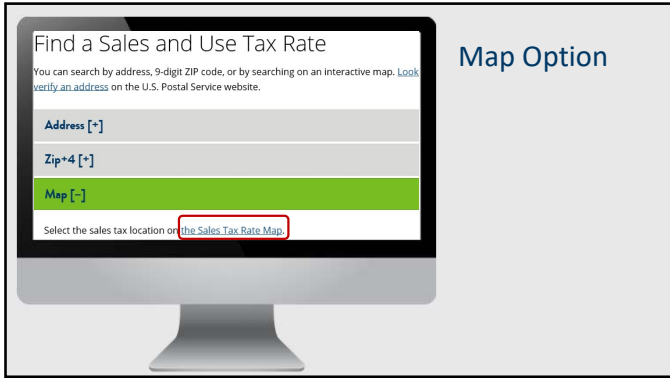 Find a Sales and Use Tax Rate
You can search by address, 9-digit ZIP code, or by searching on an interactive map. Look
verify an address on the U.S. Postal Service website.
Address [+]
Zip+4 [+]
Map [–]
Select the sales tax location on the Sales Tax Rate Map.
Map Option